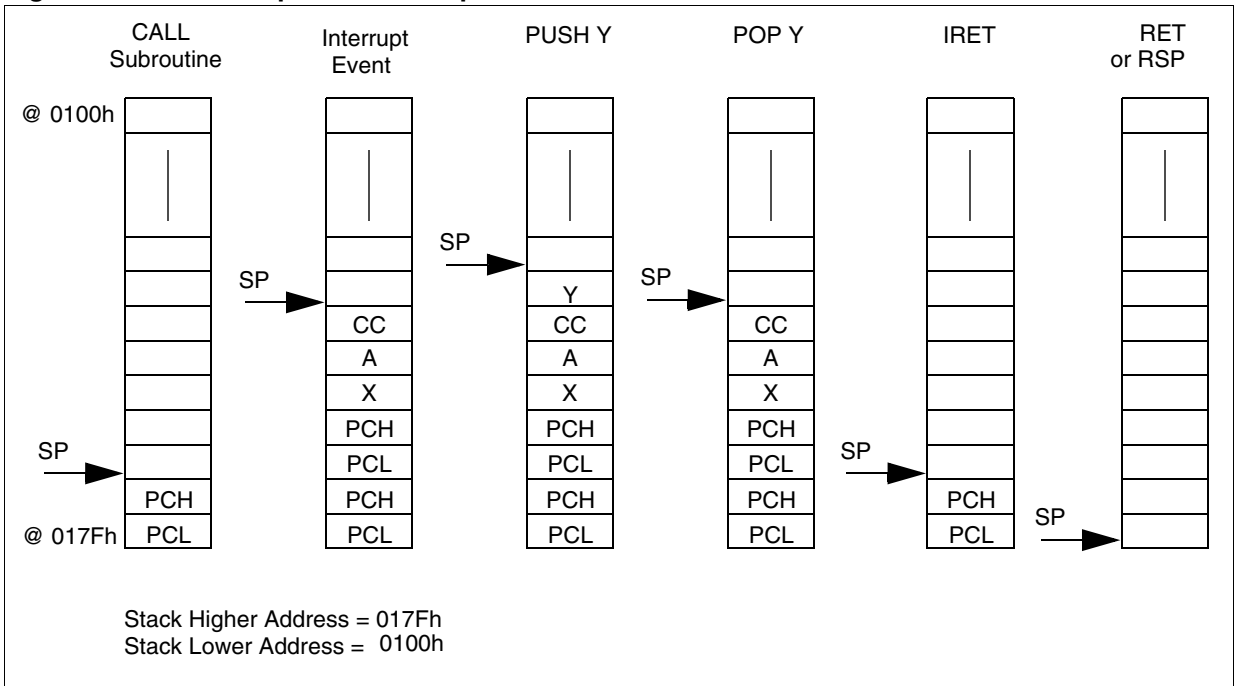 CALL
Subroutine
Interrupt
Event
PUSH Y
POP Y
IRET
RET
or RSP
@ 0100h
SP
SP
SP
Y
CC
CC
CC
A
A
A
X
X
X
PCH
PCH
PCH
SP
SP
PCL
PCL
PCL
PCH
PCH
PCH
PCH
PCH
SP
@ 017Fh
PCL
PCL
PCL
PCL
PCL
Stack Higher Address = 017Fh
Stack Lower Address = 0100h